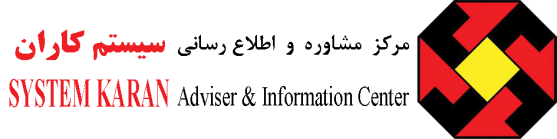 مرکز مشاوره و اطلاع رسانی سیستم کاران
SYSTEM KARAN Adviser & Information Center